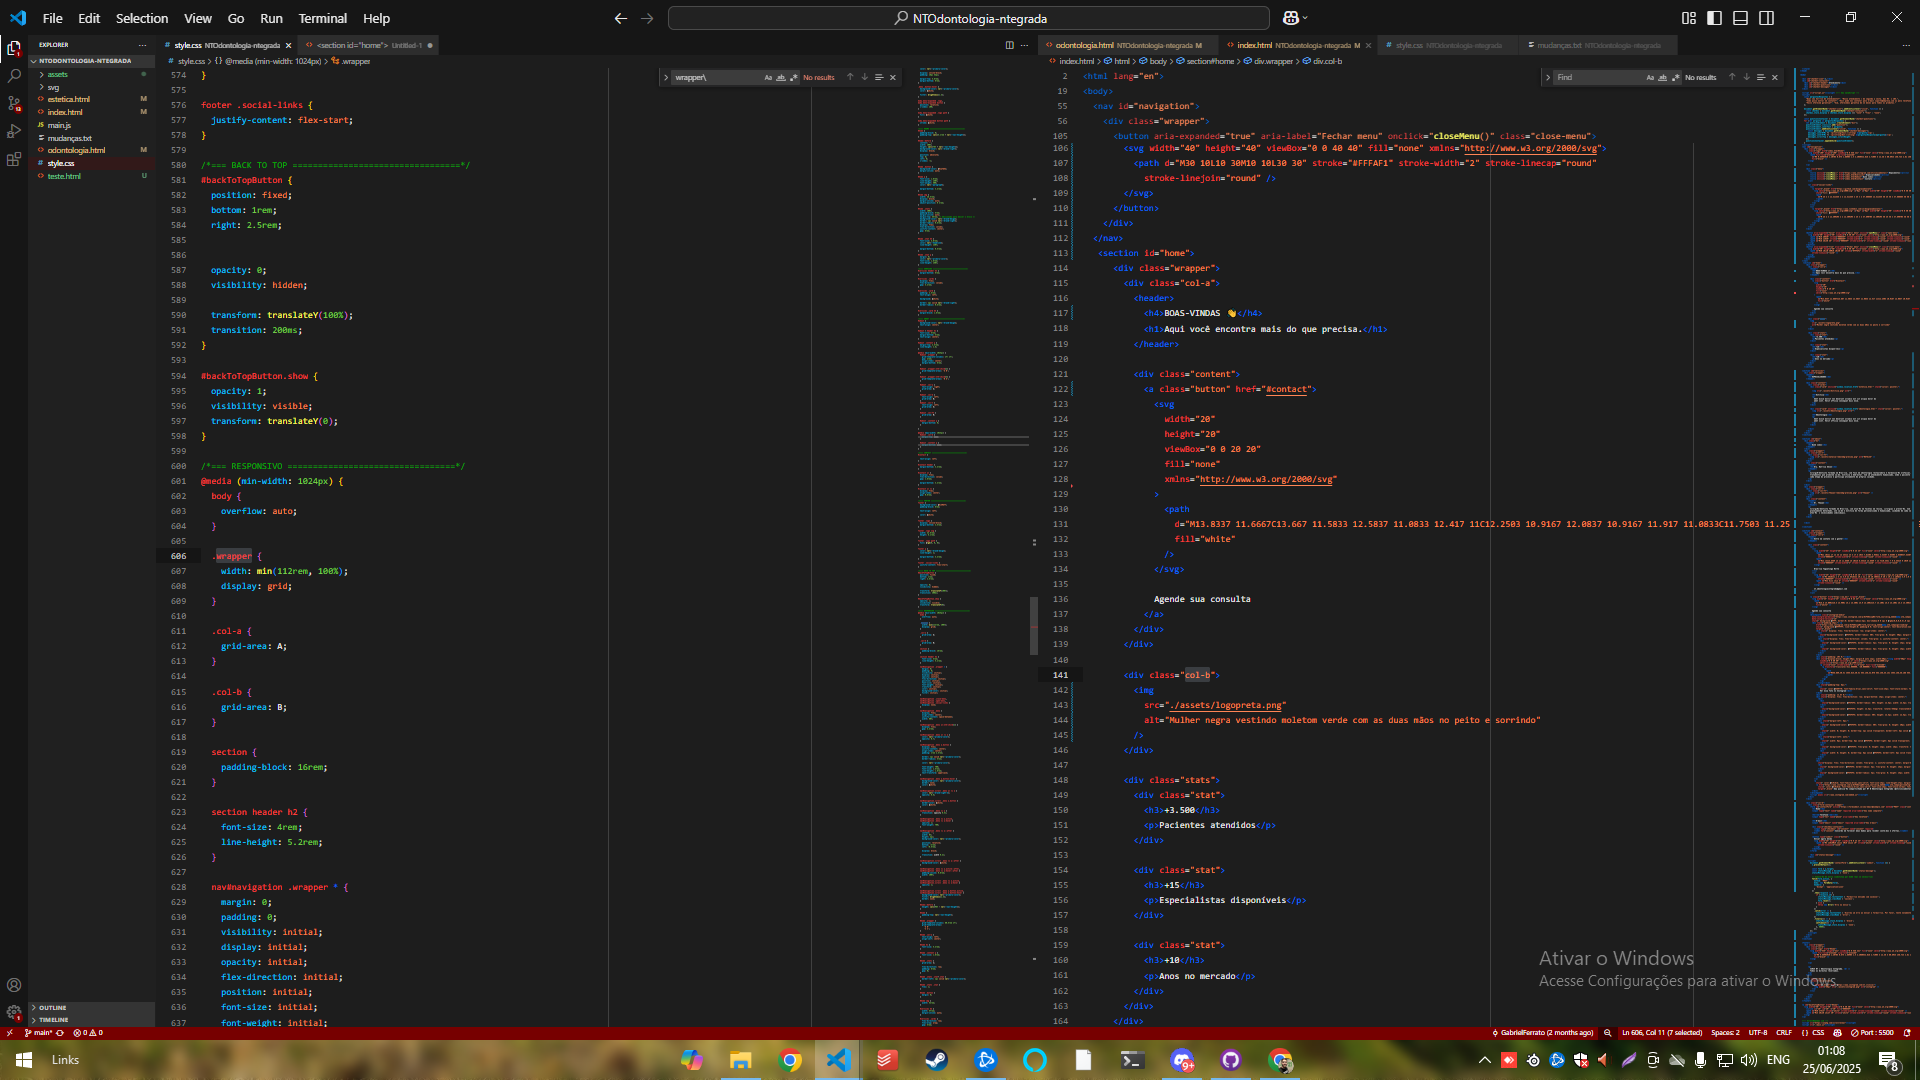 File Edit Selection View Go Run Terminal Help
NTOdontologia-ntegrada
EXPLORER
NTODONTOLOGIA-NTEGRADA
assets
svg
estetica.html M
index.html M
main.js
mudanças.txt
odontologia.html M
style.css
teste.html U
OUTLINE
TIMELINE
style.css NTOdontologia-ntegrada
<section id="home"> Untitled-1
style.css > {} @media (min-width: 1024px) > .wrapper
wrapper\
Aa ab No results
574 }
575
576 footer .social-links {
577 justify-content: flex-start;
578 }
579
580 /*=== BACK TO TOP =================================*/
581 #backToTopButton {
582 position: fixed;
583 bottom: 1rem;
584 right: 2.5rem;
585
586
587 opacity: 0;
588 visibility: hidden;
589
590 transform: translateY(100%);
591 transition: 200ms;
592 }
593
594 #backToTopButton.show {
595 opacity: 1;
596 visibility: visible;
597 transform: translateY(0);
598 }
599
600 /*=== RESPONSIVO =================================*/
601 @media (min-width: 1024px) {
602 body {
603 overflow: auto;
604 }
605
606 .wrapper {
607 width: min(112rem, 100%);
608 display: grid;
609 }
610
611 .col-a {
612 grid-area: A;
613 }
614
615 .col-b {
616 grid-area: B;
617 }
618
619 section {
620 padding-block: 16rem;
621 }
622
623 section header h2 {
624 font-size: 4rem;
625 line-height: 5.2rem;
626 }
627
628 nav#navigation .wrapper * {
629 margin: 0;
630 padding: 0;
631 visibility: initial;
632 display: initial;
633 opacity: initial;
634 flex-direction: initial;
635 position: initial;
636 font-size: initial;
637 font-weight: initial;
odontologia.html NTOdontologia-ntegrada M
index.html NTOdontologia-ntegrada M
style.css NTOdontologia-ntegrada
mudanças.txt NTOdontologia-ntegrada
index.html > html > body > section#home > div.wrapper > div.col-b
Find
Aa ab No results
2 <html lang="en">
19 <body>
55 <nav id="navigation">
56 <div class="wrapper">
105 <button aria-expanded="true" aria-label="Fechar menu" onclick="closeMenu()" class="close-menu">
106 <svg width="40" height="40" viewBox="0 0 40 40" fill="none" xmlns="http://www.w3.org/2000/svg">
107 <path d="M30 10L10 30M10 10L30 30" stroke="#FFFAF1" stroke-width="2" stroke-linecap="round"
108 stroke-linejoin="round" />
109 </svg>
110 </button>
111 </div>
112 </nav>
113 <section id="home">
114 <div class="wrapper">
115 <div class="col-a">
116 <header>
117 <h4>BOAS-VINDAS 👋</h4>
118 <h1>Aqui você encontra mais do que precisa.</h1>
119 </header>
120
121 <div class="content">
122 <a class="button" href="#contact">
123 <svg
124 width="20"
125 height="20"
126 viewBox="0 0 20 20"
127 fill="none"
128 xmlns="http://www.w3.org/2000/svg"
129 >
130 <path
131 d="M13.8337 11.6667C13.667 11.5833 12.5837 11.0833 12.417 11C12.2503 10.9167 12.0837 10.9167 11.917 11.0833C11.7503 11.25
132 fill="white"
133 />
134 </svg>
135
136 Agende sua consulta
137 </a>
138 </div>
139 </div>
140
141 <div class="col-b">
142 <img
143 src="./assets/logopreta.png"
144 alt="Mulher negra vestindo moletom verde com as duas mãos no peito e sorrindo"
145 />
146 </div>
147
148 <div class="stats">
149 <div class="stat">
150 <h3>+3.500</h3>
151 <p>Pacientes atendidos</p>
152 </div>
153
154 <div class="stat">
155 <h3>+15</h3>
156 <p>Especialistas disponíveis</p>
157 </div>
158
159 <div class="stat">
160 <h3>+10</h3>
161 <p>Anos no mercado</p>
162 </div>
163 </div>
164 </div>
Ativar o Windows
Acesse Configurações para ativar o Windows.
main* 0 0
GabrielFerrato (2 months ago) Ln 606, Col 11 (7 selected) Spaces: 2 UTF-8 CRLF {} CSS Port : 5500
Links
9+
ENG
01:08
25/06/2025
8